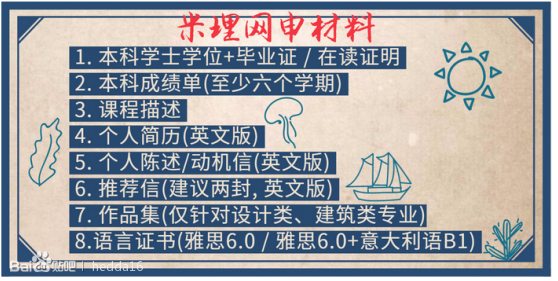 米理网申材料
1. 本科学士学位+毕业证 / 在读证明
2. 本科成绩单(至少六个学期)
3. 课程描述
4. 个人简历(英文版)
5. 个人陈述/动机信(英文版)
6. 推荐信(建议两封, 英文版)
7. 作品集(仅针对设计类、建筑类专业)
8.语言证书(雅思6.0 / 雅思6.0+意大利语B1)
Bai百度贴吧 | hedda16